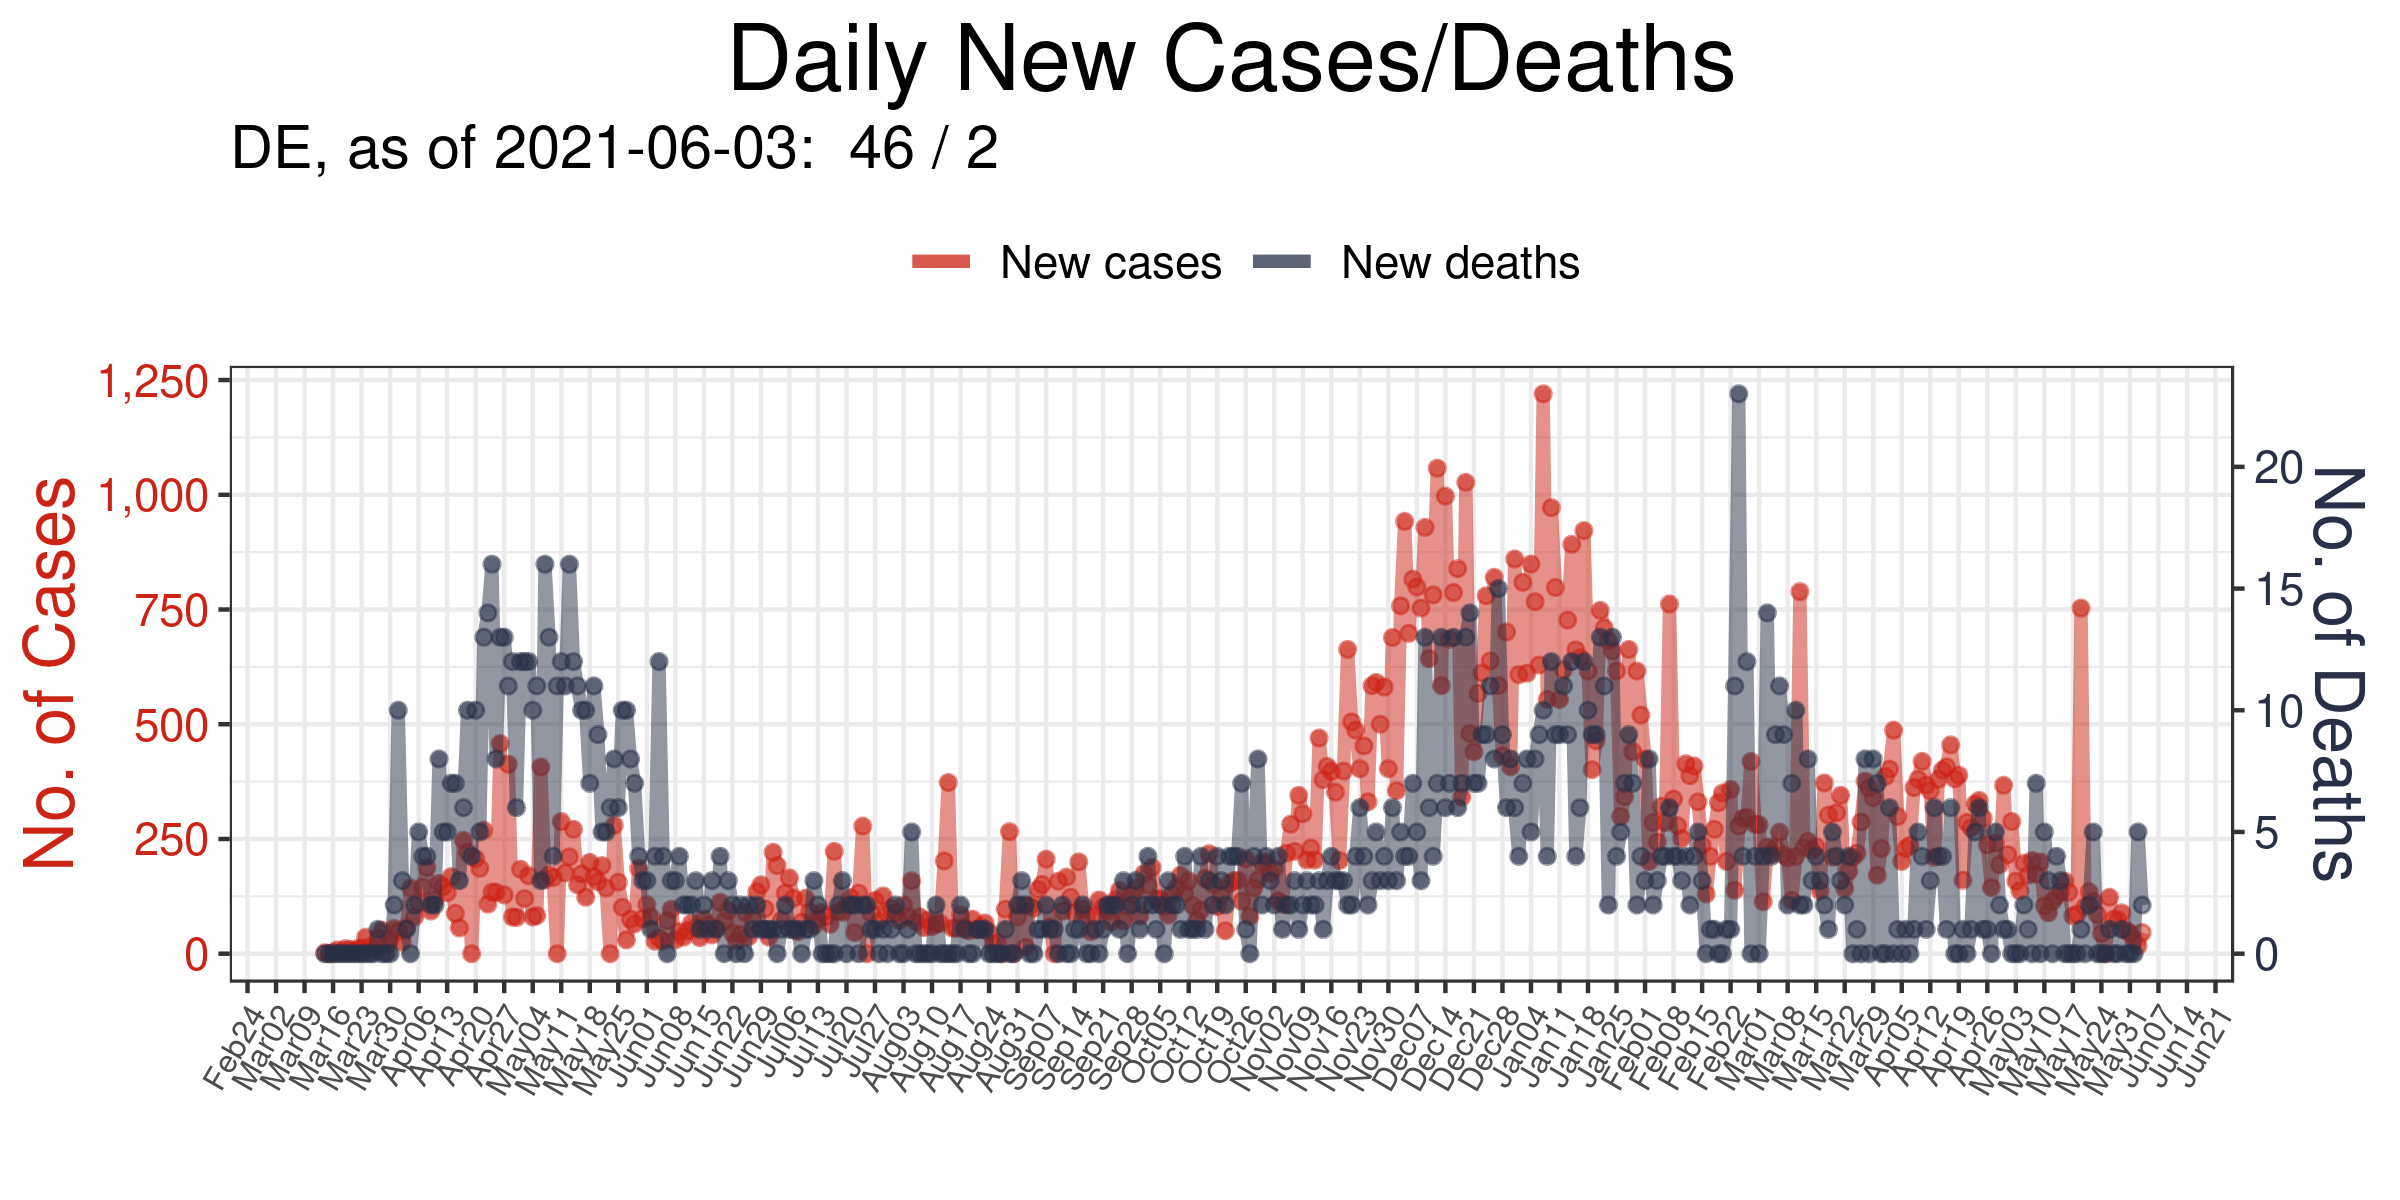 Daily New Cases/Deaths
DE, as of 2021-06-03:  46 / 2
New cases
New deaths
No. of Cases
1,250
1,000
750
500
250
0
20
15
10
5
0
No. of Deaths
Feb24
Mar02
Mar09
Mar16
Mar23
Mar30
Apr06
Apr13
Apr20
Apr27
May04
May11
May18
May25
Jun01
Jun08
Jun15
Jun22
Jun29
Jul06
Jul13
Jul20
Jul27
Aug03
Aug10
Aug17
Aug24
Aug31
Sep07
Sep14
Sep21
Sep28
Oct05
Oct12
Oct19
Oct26
Nov02
Nov09
Nov16
Nov23
Nov30
Dec07
Dec14
Dec21
Dec28
Jan04
Jan11
Jan18
Jan25
Feb01
Feb08
Feb15
Feb22
Mar01
Mar08
Mar15
Mar22
Mar29
Apr05
Apr12
Apr19
Apr26
May03
May10
May17
May24
May31
Jun07
Jun14
Jun21